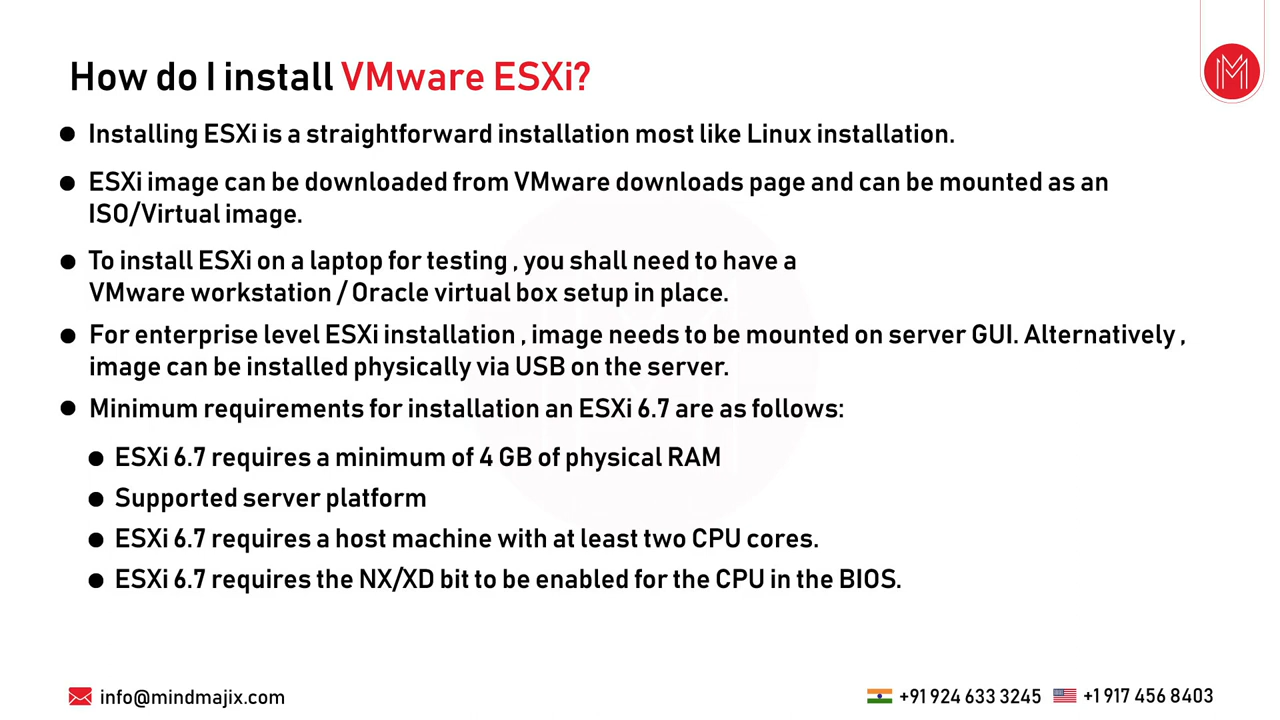 How do I install VMware ESXi?
● Installing ESXi is a straightforward installation most like Linux installation.
● ESXi image can be downloaded from VMware downloads page and can be mounted as an
ISO/Virtual image.
● To install ESXi on a laptop for testing , you shall need to have a
VMware workstation / Oracle virtual box setup in place.
● For enterprise level ESXi installation , image needs to be mounted on server GUI. Alternatively ,
image can be installed physically via USB on the server.
● Minimum requirements for installation an ESXi 6.7 are as follows:
● ESXi 6.7 requires a minimum of 4 GB of physical RAM
● Supported server platform
● ESXi 6.7 requires a host machine with at least two CPU cores.
● ESXi 6.7 requires the NX/XD bit to be enabled for the CPU in the BIOS.
info@mindmajix.com +91 924 633 3245 +1 917 456 8403